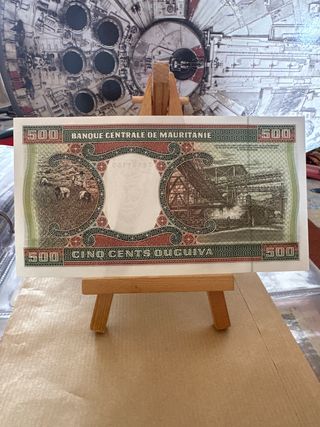 500 BANQUE CENTRALE DE MAURITANIE 500
500 CINQ CENTS OUGUIYA 500